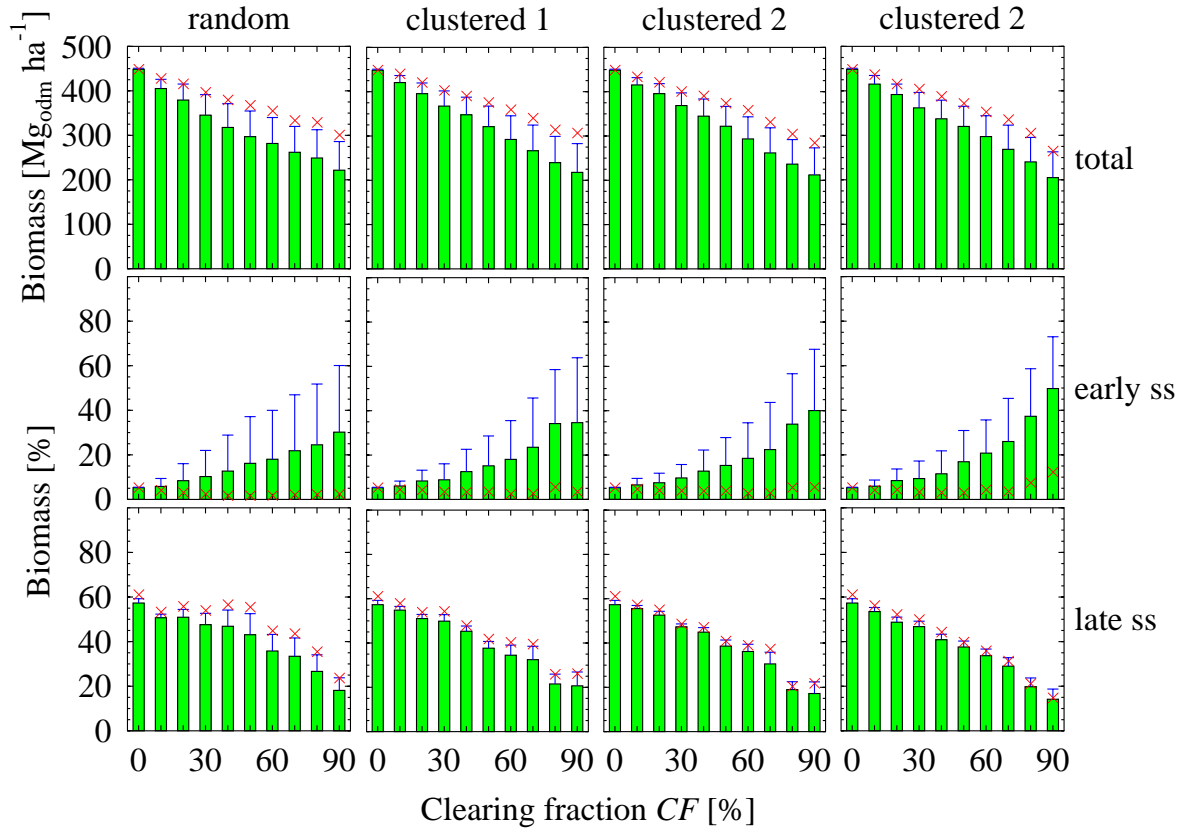 random clustered 1 clustered 2 clustered 2
Biomass [Mg_odm ha⁻¹]
500
400
300
200
100
0
total
Biomass [%]
80
60
40
20
0
early ss
80
60
40
20
0
late ss
0 30 60 90 0 30 60 90 0 30 60 90 0 30 60 90
Clearing fraction CF [%]